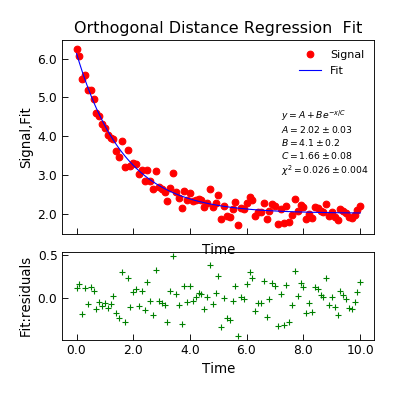 Orthogonal Distance Regression  Fit
6.0
5.0
4.0
3.0
2.0
Signal,Fit
Signal
Fit
y = A + Be^{-x/C}
A = 2.02 ± 0.03
B = 4.1 ± 0.2
C = 1.66 ± 0.08
χ² = 0.026 ± 0.004
Time
0.5
0.0
Fit:residuals
0.0 2.0 4.0 6.0 8.0 10.0
Time